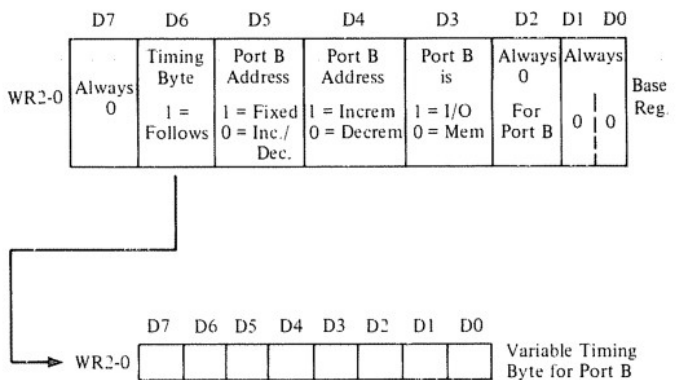 D7 D6 D5 D4 D3 D2 D1 D0
WR2-0
Always
0
Timing
Byte
1 =
Follows
Port B
Address
1 = Fixed
0 = Inc./
Dec.
Port B
Address
1 = Increm
0 = Decrem
Port B
is
1 = I/O
0 = Mem
Always
0
For
Port B
Always
0 0
Base
Reg.
D7 D6 D5 D4 D3 D2 D1 D0
WR2-0
Variable Timing
Byte for Port B